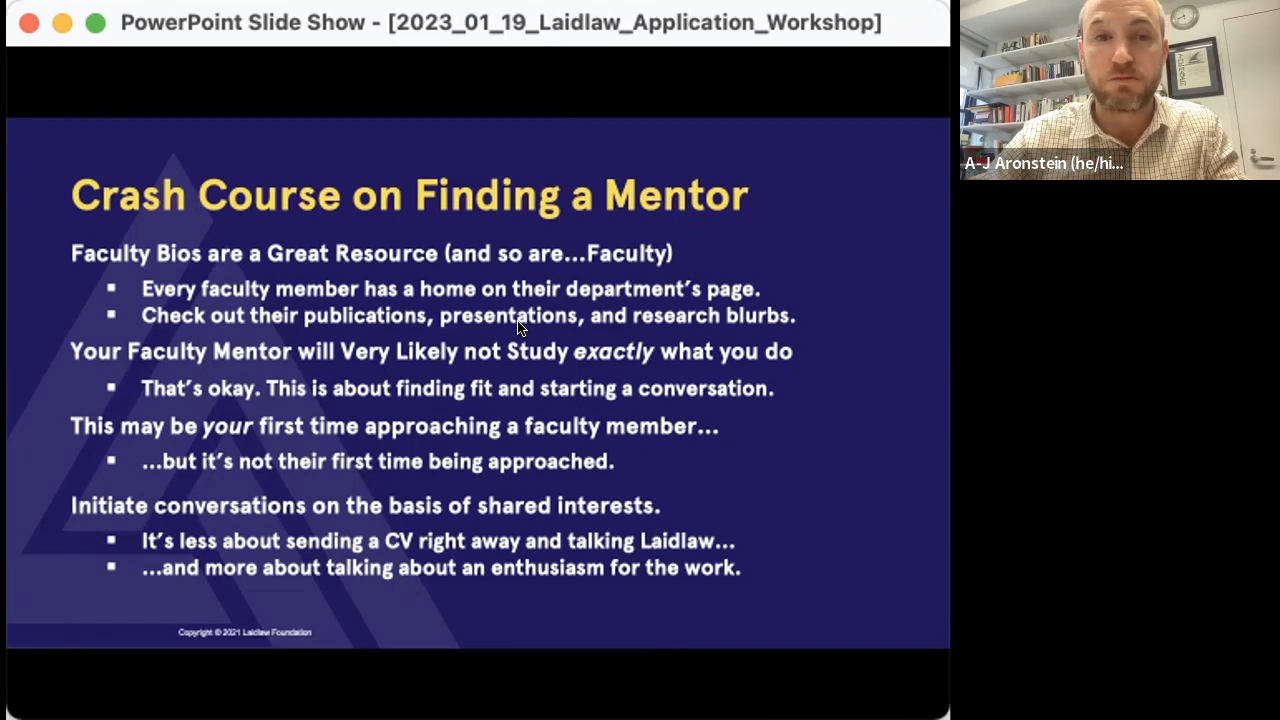 PowerPoint Slide Show - [2023_01_19_Laidlaw_Application_Workshop]
A-J Aronstein (he/hi...
Crash Course on Finding a Mentor
Faculty Bios are a Great Resource (and so are...Faculty)
▪ Every faculty member has a home on their department's page.
▪ Check out their publications, presentations, and research blurbs.
Your Faculty Mentor will Very Likely not Study exactly what you do
▪ That's okay. This is about finding fit and starting a conversation.
This may be your first time approaching a faculty member...
▪ ...but it's not their first time being approached.
Initiate conversations on the basis of shared interests.
▪ It's less about sending a CV right away and talking Laidlaw...
▪ ...and more about talking about an enthusiasm for the work.
Copyright © 2021 Laidlaw Foundation